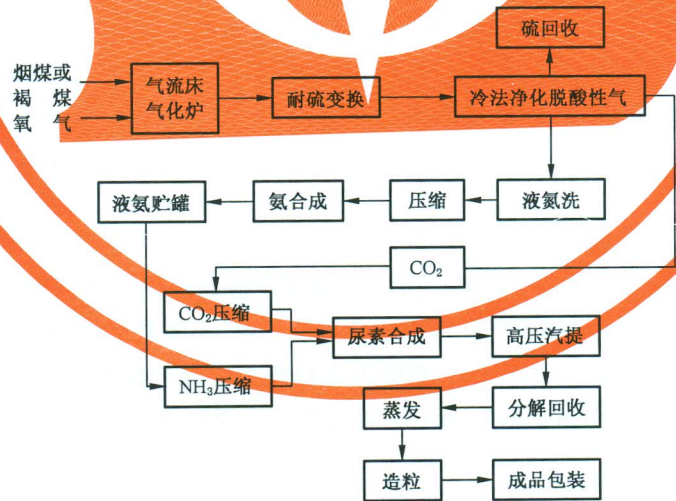 硫回收
烟煤或
褐煤
氧气
气流床
气化炉
耐硫变换
冷法净化脱酸性气
液氨贮罐
氨合成
压缩
液氮洗
CO₂
CO₂压缩
尿素合成
高压汽提
NH₃压缩
蒸发
分解回收
造粒
成品包装